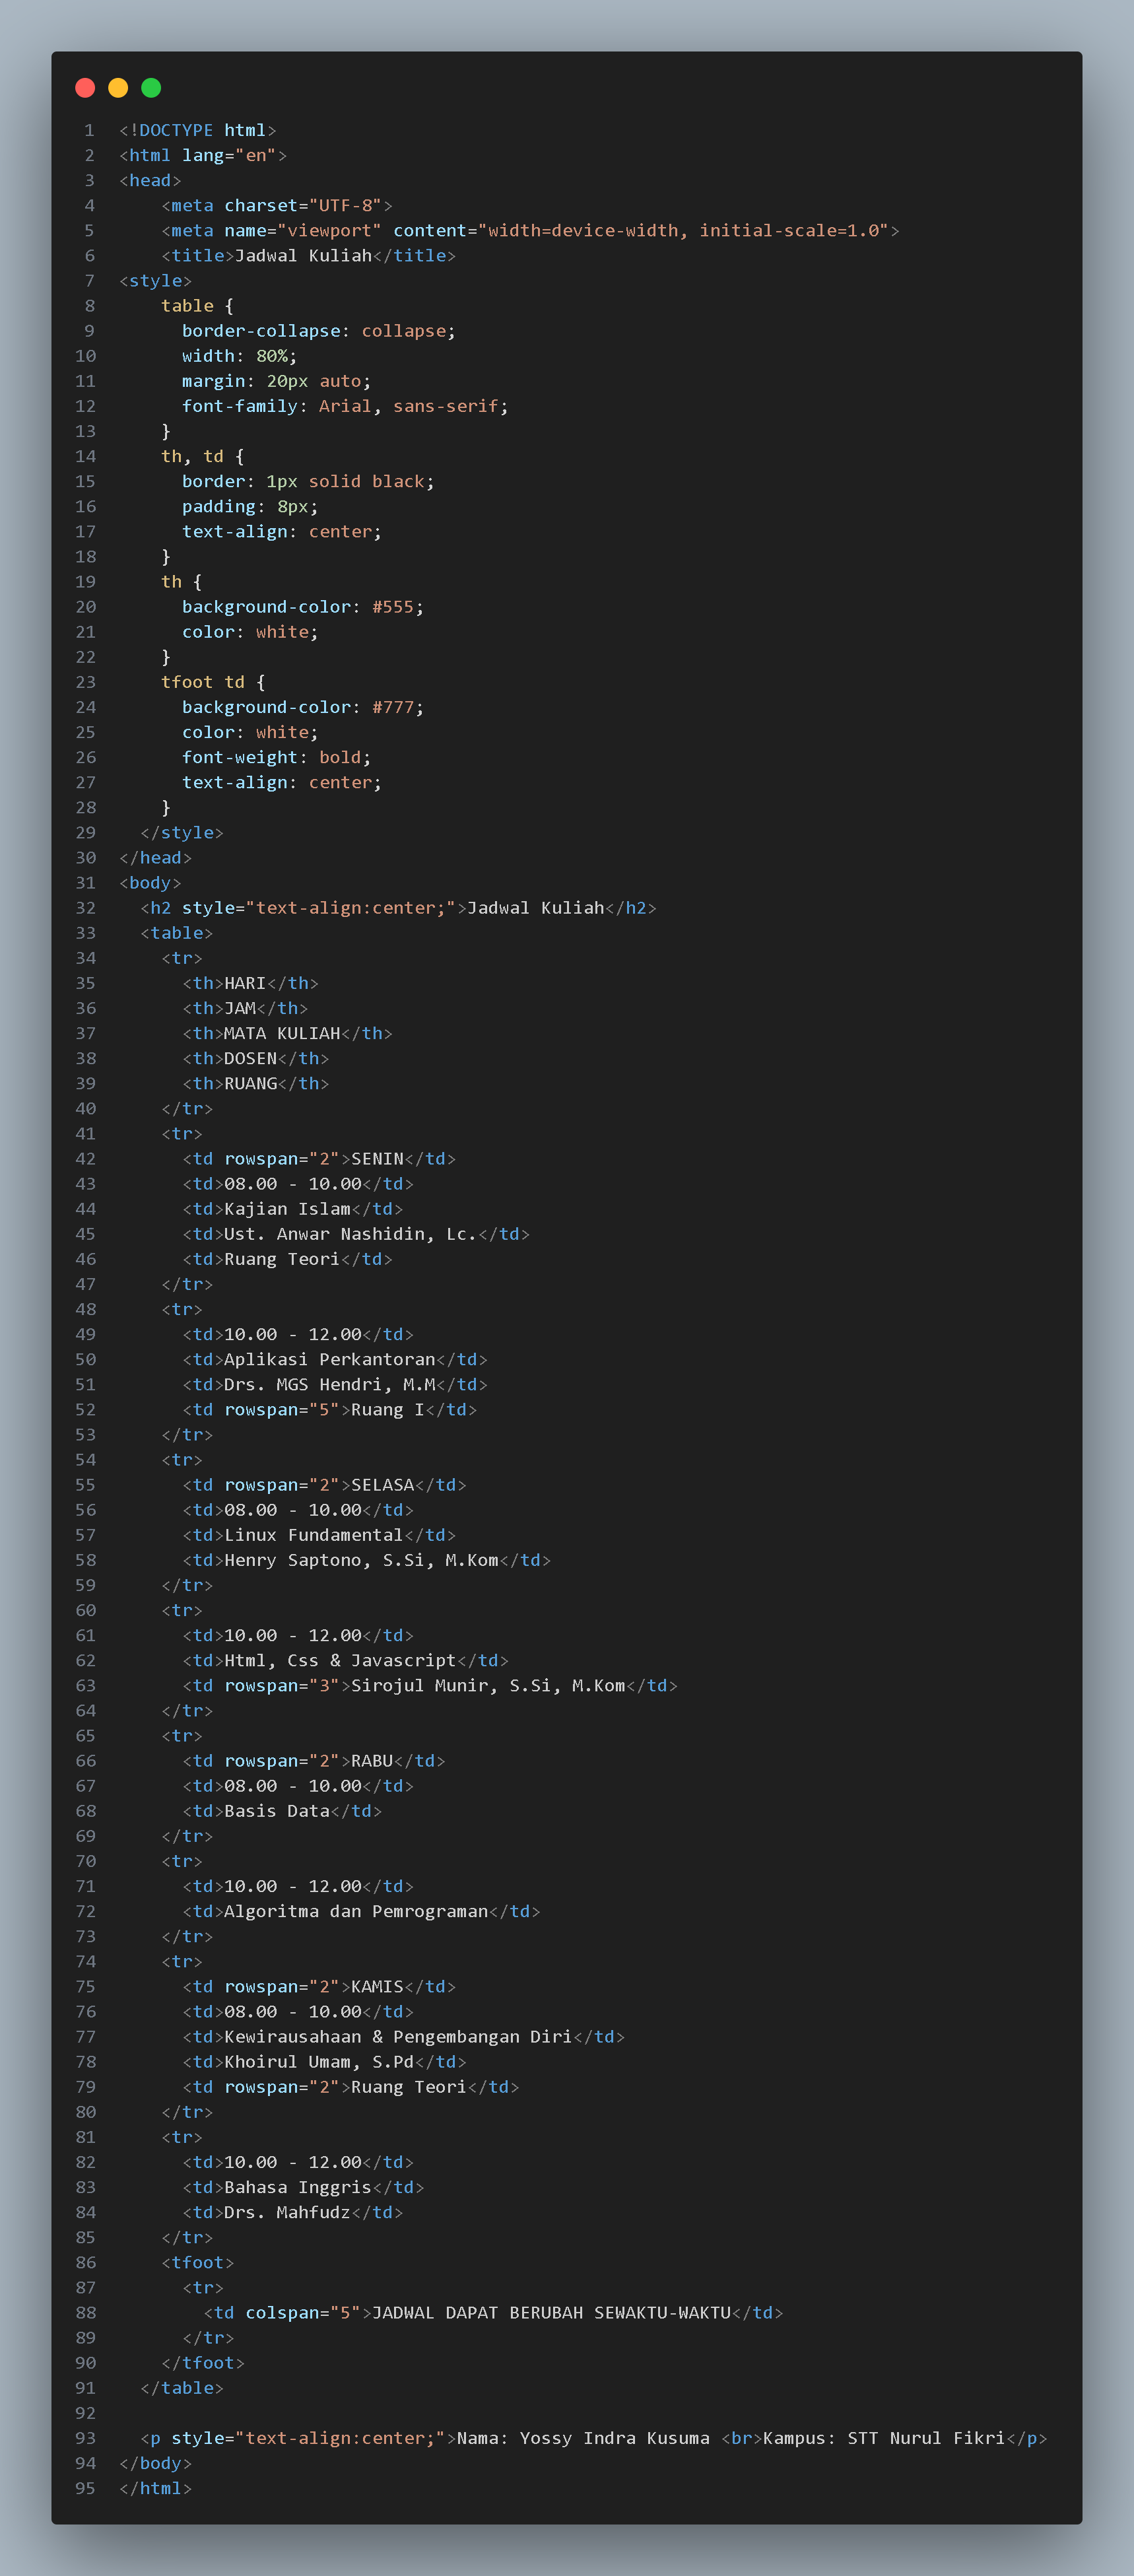 1 <!DOCTYPE html>
2 <html lang="en">
3 <head>
4     <meta charset="UTF-8">
5     <meta name="viewport" content="width=device-width, initial-scale=1.0">
6     <title>Jadwal Kuliah</title>
7 <style>
8     table {
9       border-collapse: collapse;
10       width: 80%;
11       margin: 20px auto;
12       font-family: Arial, sans-serif;
13     }
14     th, td {
15       border: 1px solid black;
16       padding: 8px;
17       text-align: center;
18     }
19     th {
20       background-color: #555;
21       color: white;
22     }
23     tfoot td {
24       background-color: #777;
25       color: white;
26       font-weight: bold;
27       text-align: center;
28     }
29   </style>
30 </head>
31 <body>
32   <h2 style="text-align:center;">Jadwal Kuliah</h2>
33   <table>
34     <tr>
35       <th>HARI</th>
36       <th>JAM</th>
37       <th>MATA KULIAH</th>
38       <th>DOSEN</th>
39       <th>RUANG</th>
40     </tr>
41     <tr>
42       <td rowspan="2">SENIN</td>
43       <td>08.00 - 10.00</td>
44       <td>Kajian Islam</td>
45       <td>Ust. Anwar Nashidin, Lc.</td>
46       <td>Ruang Teori</td>
47     </tr>
48     <tr>
49       <td>10.00 - 12.00</td>
50       <td>Aplikasi Perkantoran</td>
51       <td>Drs. MGS Hendri, M.M</td>
52       <td rowspan="5">Ruang I</td>
53     </tr>
54     <tr>
55       <td rowspan="2">SELASA</td>
56       <td>08.00 - 10.00</td>
57       <td>Linux Fundamental</td>
58       <td>Henry Saptono, S.Si, M.Kom</td>
59     </tr>
60     <tr>
61       <td>10.00 - 12.00</td>
62       <td>Html, Css & Javascript</td>
63       <td rowspan="3">Sirojul Munir, S.Si, M.Kom</td>
64     </tr>
65     <tr>
66       <td rowspan="2">RABU</td>
67       <td>08.00 - 10.00</td>
68       <td>Basis Data</td>
69     </tr>
70     <tr>
71       <td>10.00 - 12.00</td>
72       <td>Algoritma dan Pemrograman</td>
73     </tr>
74     <tr>
75       <td rowspan="2">KAMIS</td>
76       <td>08.00 - 10.00</td>
77       <td>Kewirausahaan & Pengembangan Diri</td>
78       <td>Khoirul Umam, S.Pd</td>
79       <td rowspan="2">Ruang Teori</td>
80     </tr>
81     <tr>
82       <td>10.00 - 12.00</td>
83       <td>Bahasa Inggris</td>
84       <td>Drs. Mahfudz</td>
85     </tr>
86     <tfoot>
87       <tr>
88         <td colspan="5">JADWAL DAPAT BERUBAH SEWAKTU-WAKTU</td>
89       </tr>
90     </tfoot>
91   </table>
92
93   <p style="text-align:center;">Nama: Yossy Indra Kusuma <br>Kampus: STT Nurul Fikri</p>
94 </body>
95 </html>